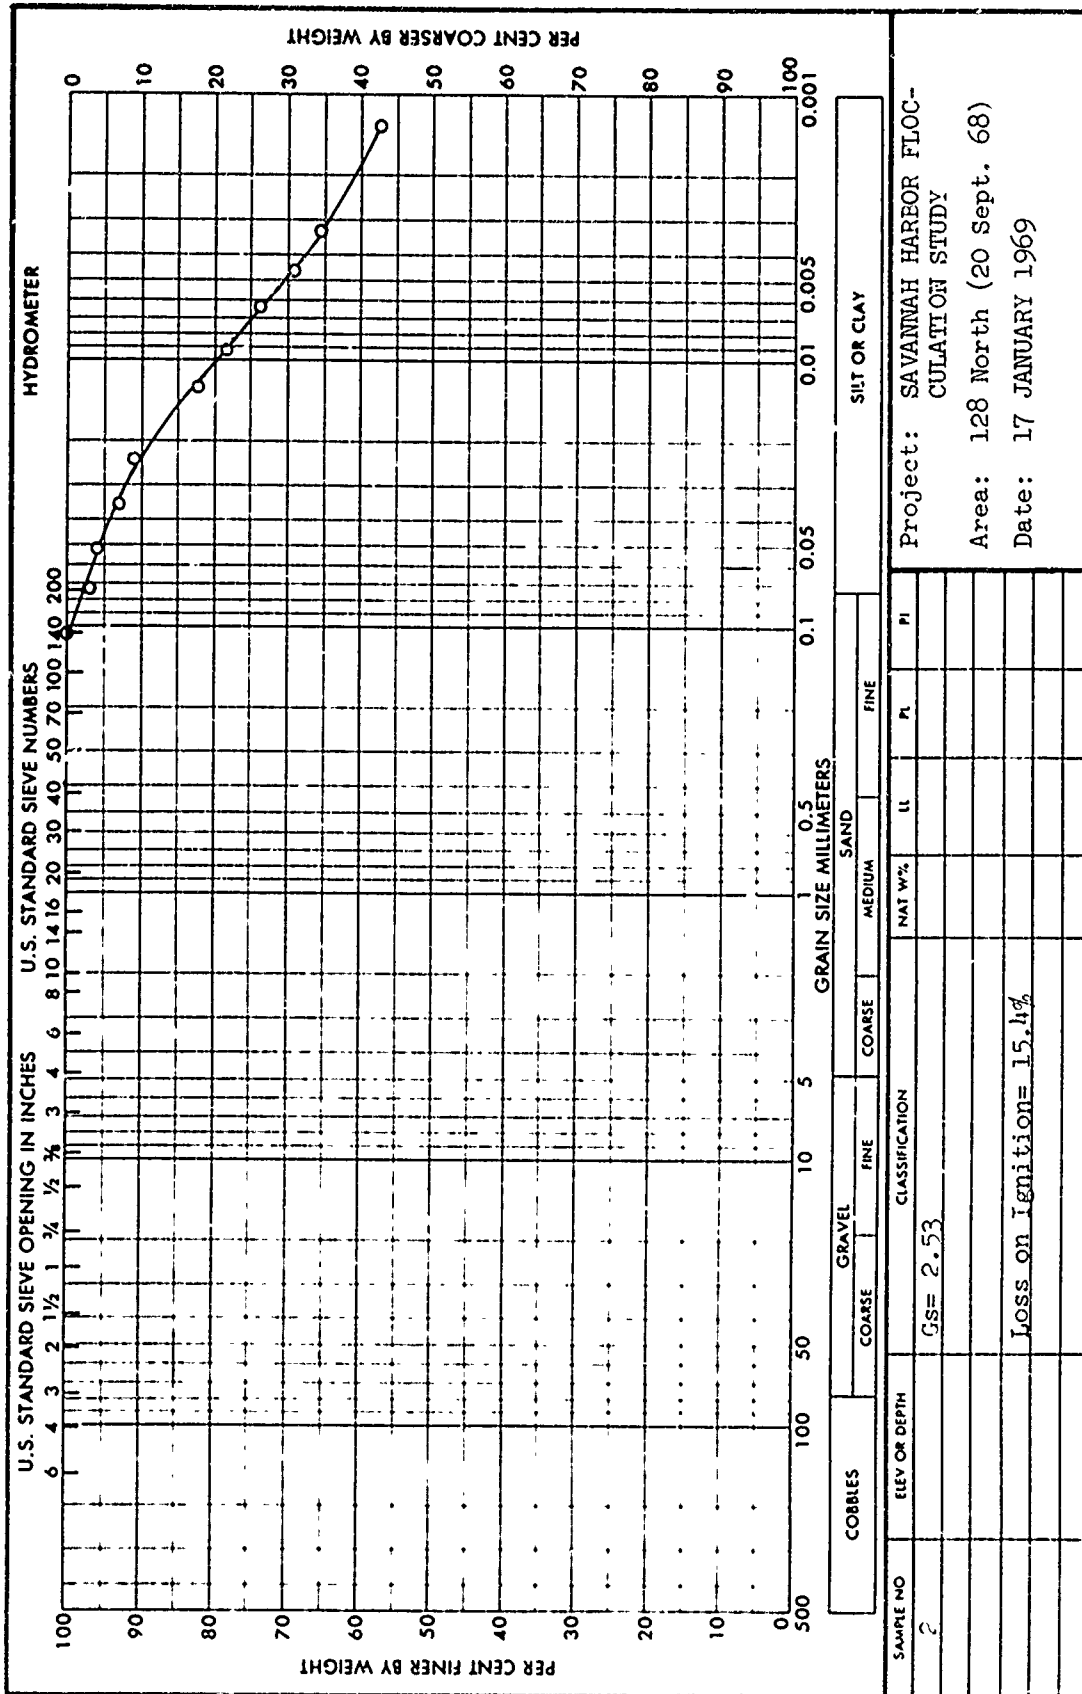 U.S. STANDARD SIEVE OPENING IN INCHES
U.S. STANDARD SIEVE NUMBERS
HYDROMETER
6 4 3 2 1½ 1 ¾ ½ ⅜ 3 4 6 8 10 14 16 20 30 40 50 70 100 140 200
PER CENT FINER BY WEIGHT
100
90
80
70
60
50
40
30
20
10
0
PER CENT COARSER BY WEIGHT
0
10
20
30
40
50
60
70
80
90
100
500 100 50 10 5 1 0.5 0.1 0.05 0.01 0.005 0.001
GRAIN SIZE MILLIMETERS
COBBLES
GRAVEL
COARSE
FINE
SAND
COARSE
MEDIUM
FINE
SILT OR CLAY
SAMPLE NO
ELEV OR DEPTH
CLASSIFICATION
NAT W%
LL
PL
PI
2
Gs= 2.53
Loss on Ignition= 15.4%
Project: SAVANNAH HARBOR FLOC-
CULATION STUDY
Area: 128 North (20 Sept. 68)
Date: 17 JANUARY 1969